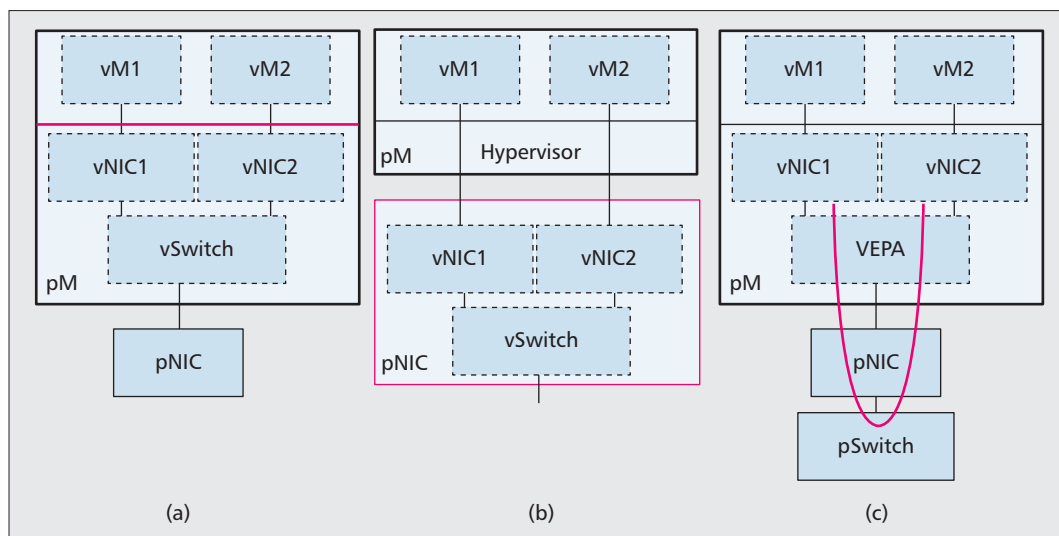 vM1
vM2
vNIC1
vNIC2
vSwitch
pM
pNIC
(a)
vM1
vM2
pM
Hypervisor
vNIC1
vNIC2
vSwitch
pNIC
(b)
vM1
vM2
vNIC1
vNIC2
VEPA
pM
pNIC
pSwitch
(c)